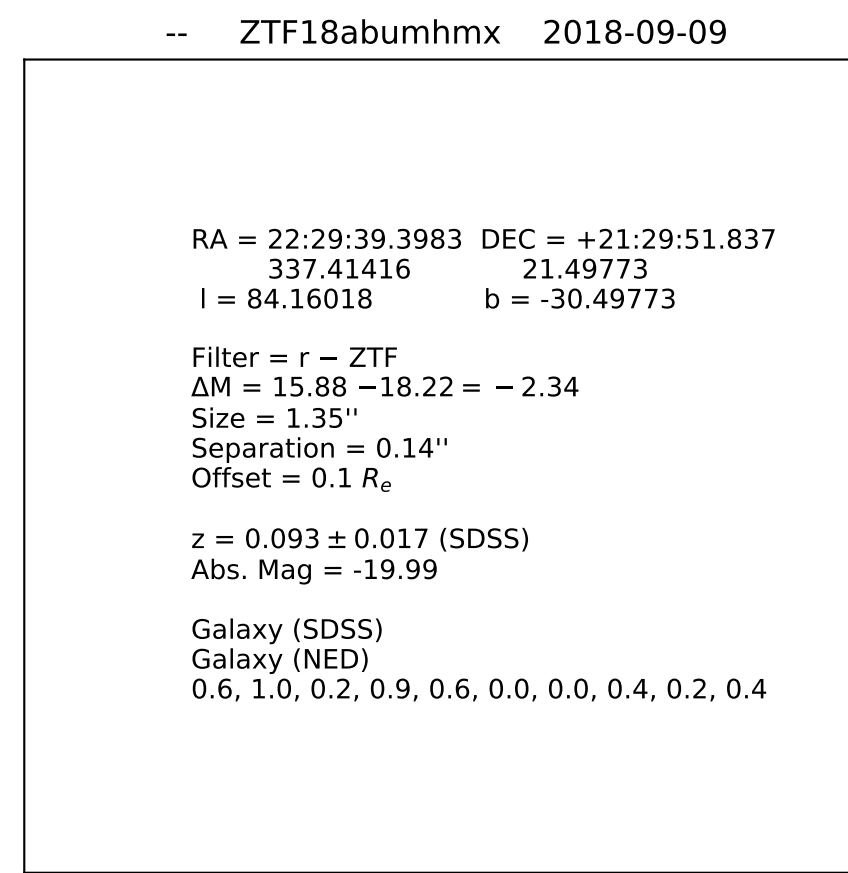 -- ZTF18abumhmx 2018-09-09
RA = 22:29:39.3983 DEC = +21:29:51.837
337.41416 21.49773
l = 84.16018 b = -30.49773
Filter = r − ZTF
ΔM = 15.88 −18.22 = − 2.34
Size = 1.35''
Separation = 0.14''
Offset = 0.1 Re
z = 0.093 ± 0.017 (SDSS)
Abs. Mag = -19.99
Galaxy (SDSS)
Galaxy (NED)
0.6, 1.0, 0.2, 0.9, 0.6, 0.0, 0.0, 0.4, 0.2, 0.4